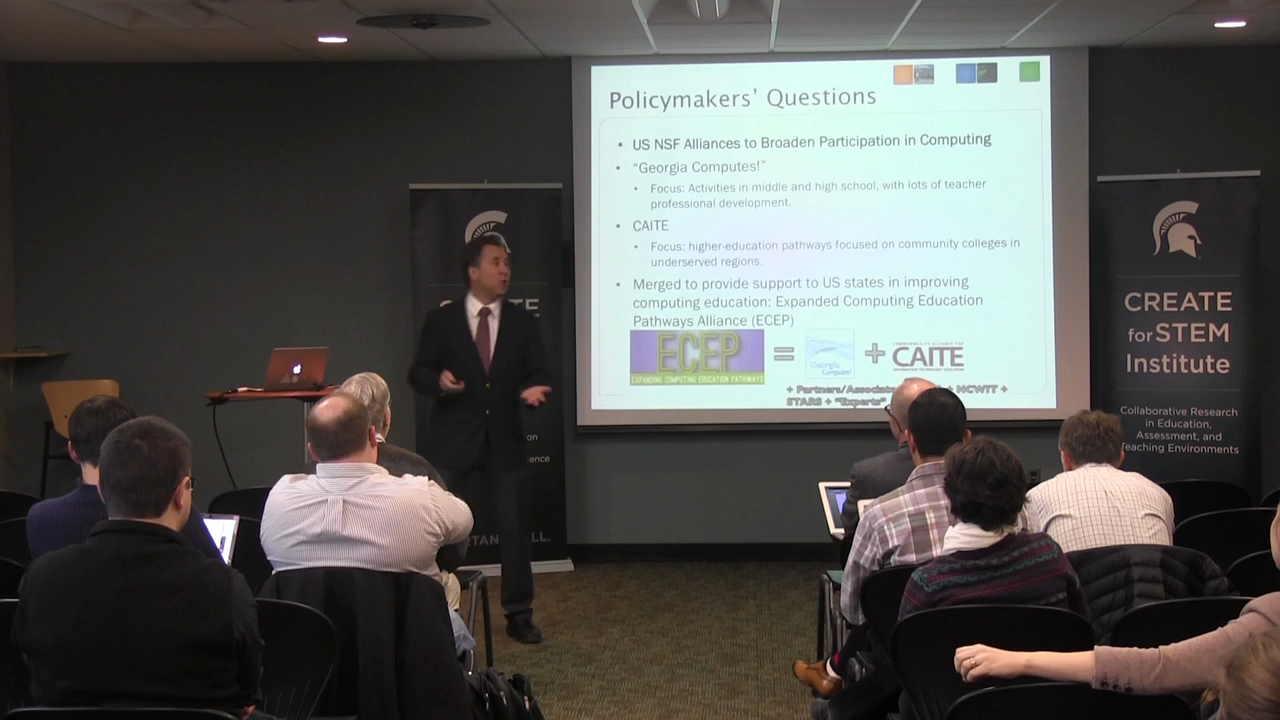 Policymakers' Questions
• US NSF Alliances to Broaden Participation in Computing
• "Georgia Computes!"
• Focus: Activities in middle and high school, with lots of teacher
professional development.
• CAITE
• Focus: higher-education pathways focused on community colleges in
underserved regions.
• Merged to provide support to US states in improving
computing education: Expanded Computing Education
Pathways Alliance (ECEP)
ECEP
EXPANDING COMPUTING EDUCATION PATHWAYS
=
Georgia
Computes!
+
CAITE
+ Partners/Associates + NCWIT +
STARS + "Experts"
CREATE
for STEM
Institute
Collaborative Research
in Education,
Assessment, and
Teaching Environments